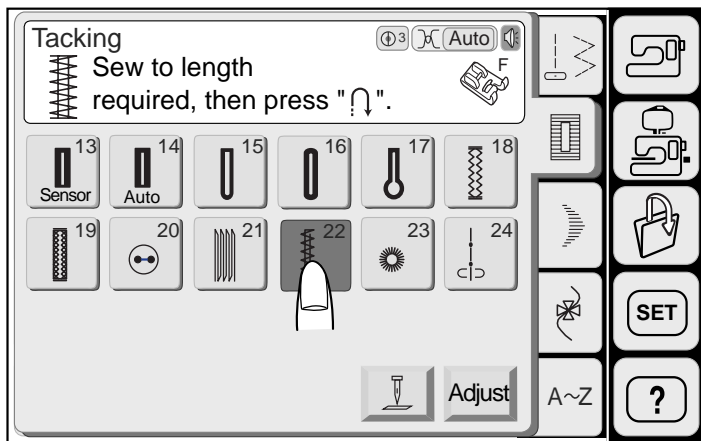 Tacking
3 Auto
Sew to length
F
required, then press "⋂".
13 14 15 16 17 18
Sensor Auto
19 20 21 22 23 24
Adjust
SET
A~Z
?